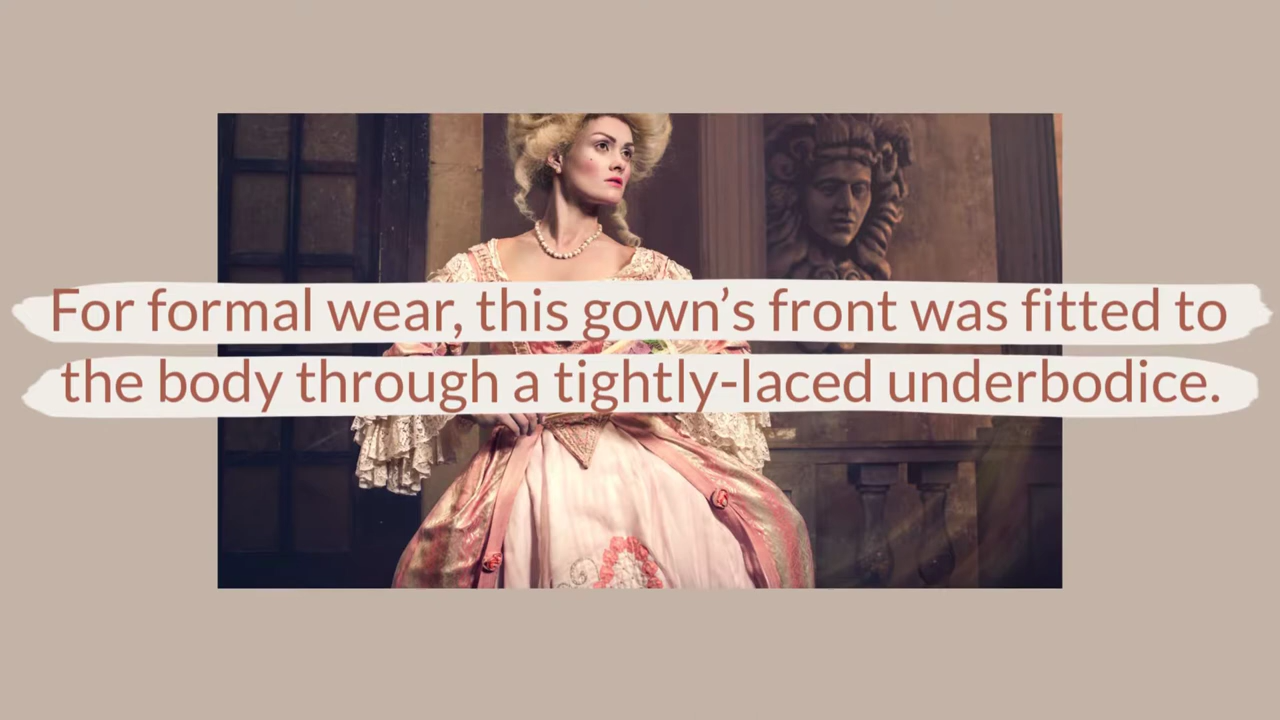 For formal wear, this gown’s front was fitted to
the body through a tightly-laced underbodice.